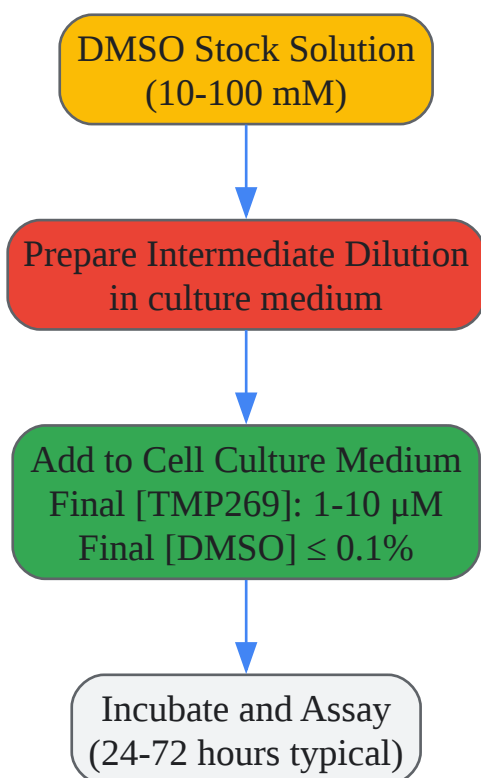 DMSO Stock Solution
(10-100 mM)
Prepare Intermediate Dilution
in culture medium
Add to Cell Culture Medium
Final [TMP269]: 1-10 μM
Final [DMSO] ≤ 0.1%
Incubate and Assay
(24-72 hours typical)